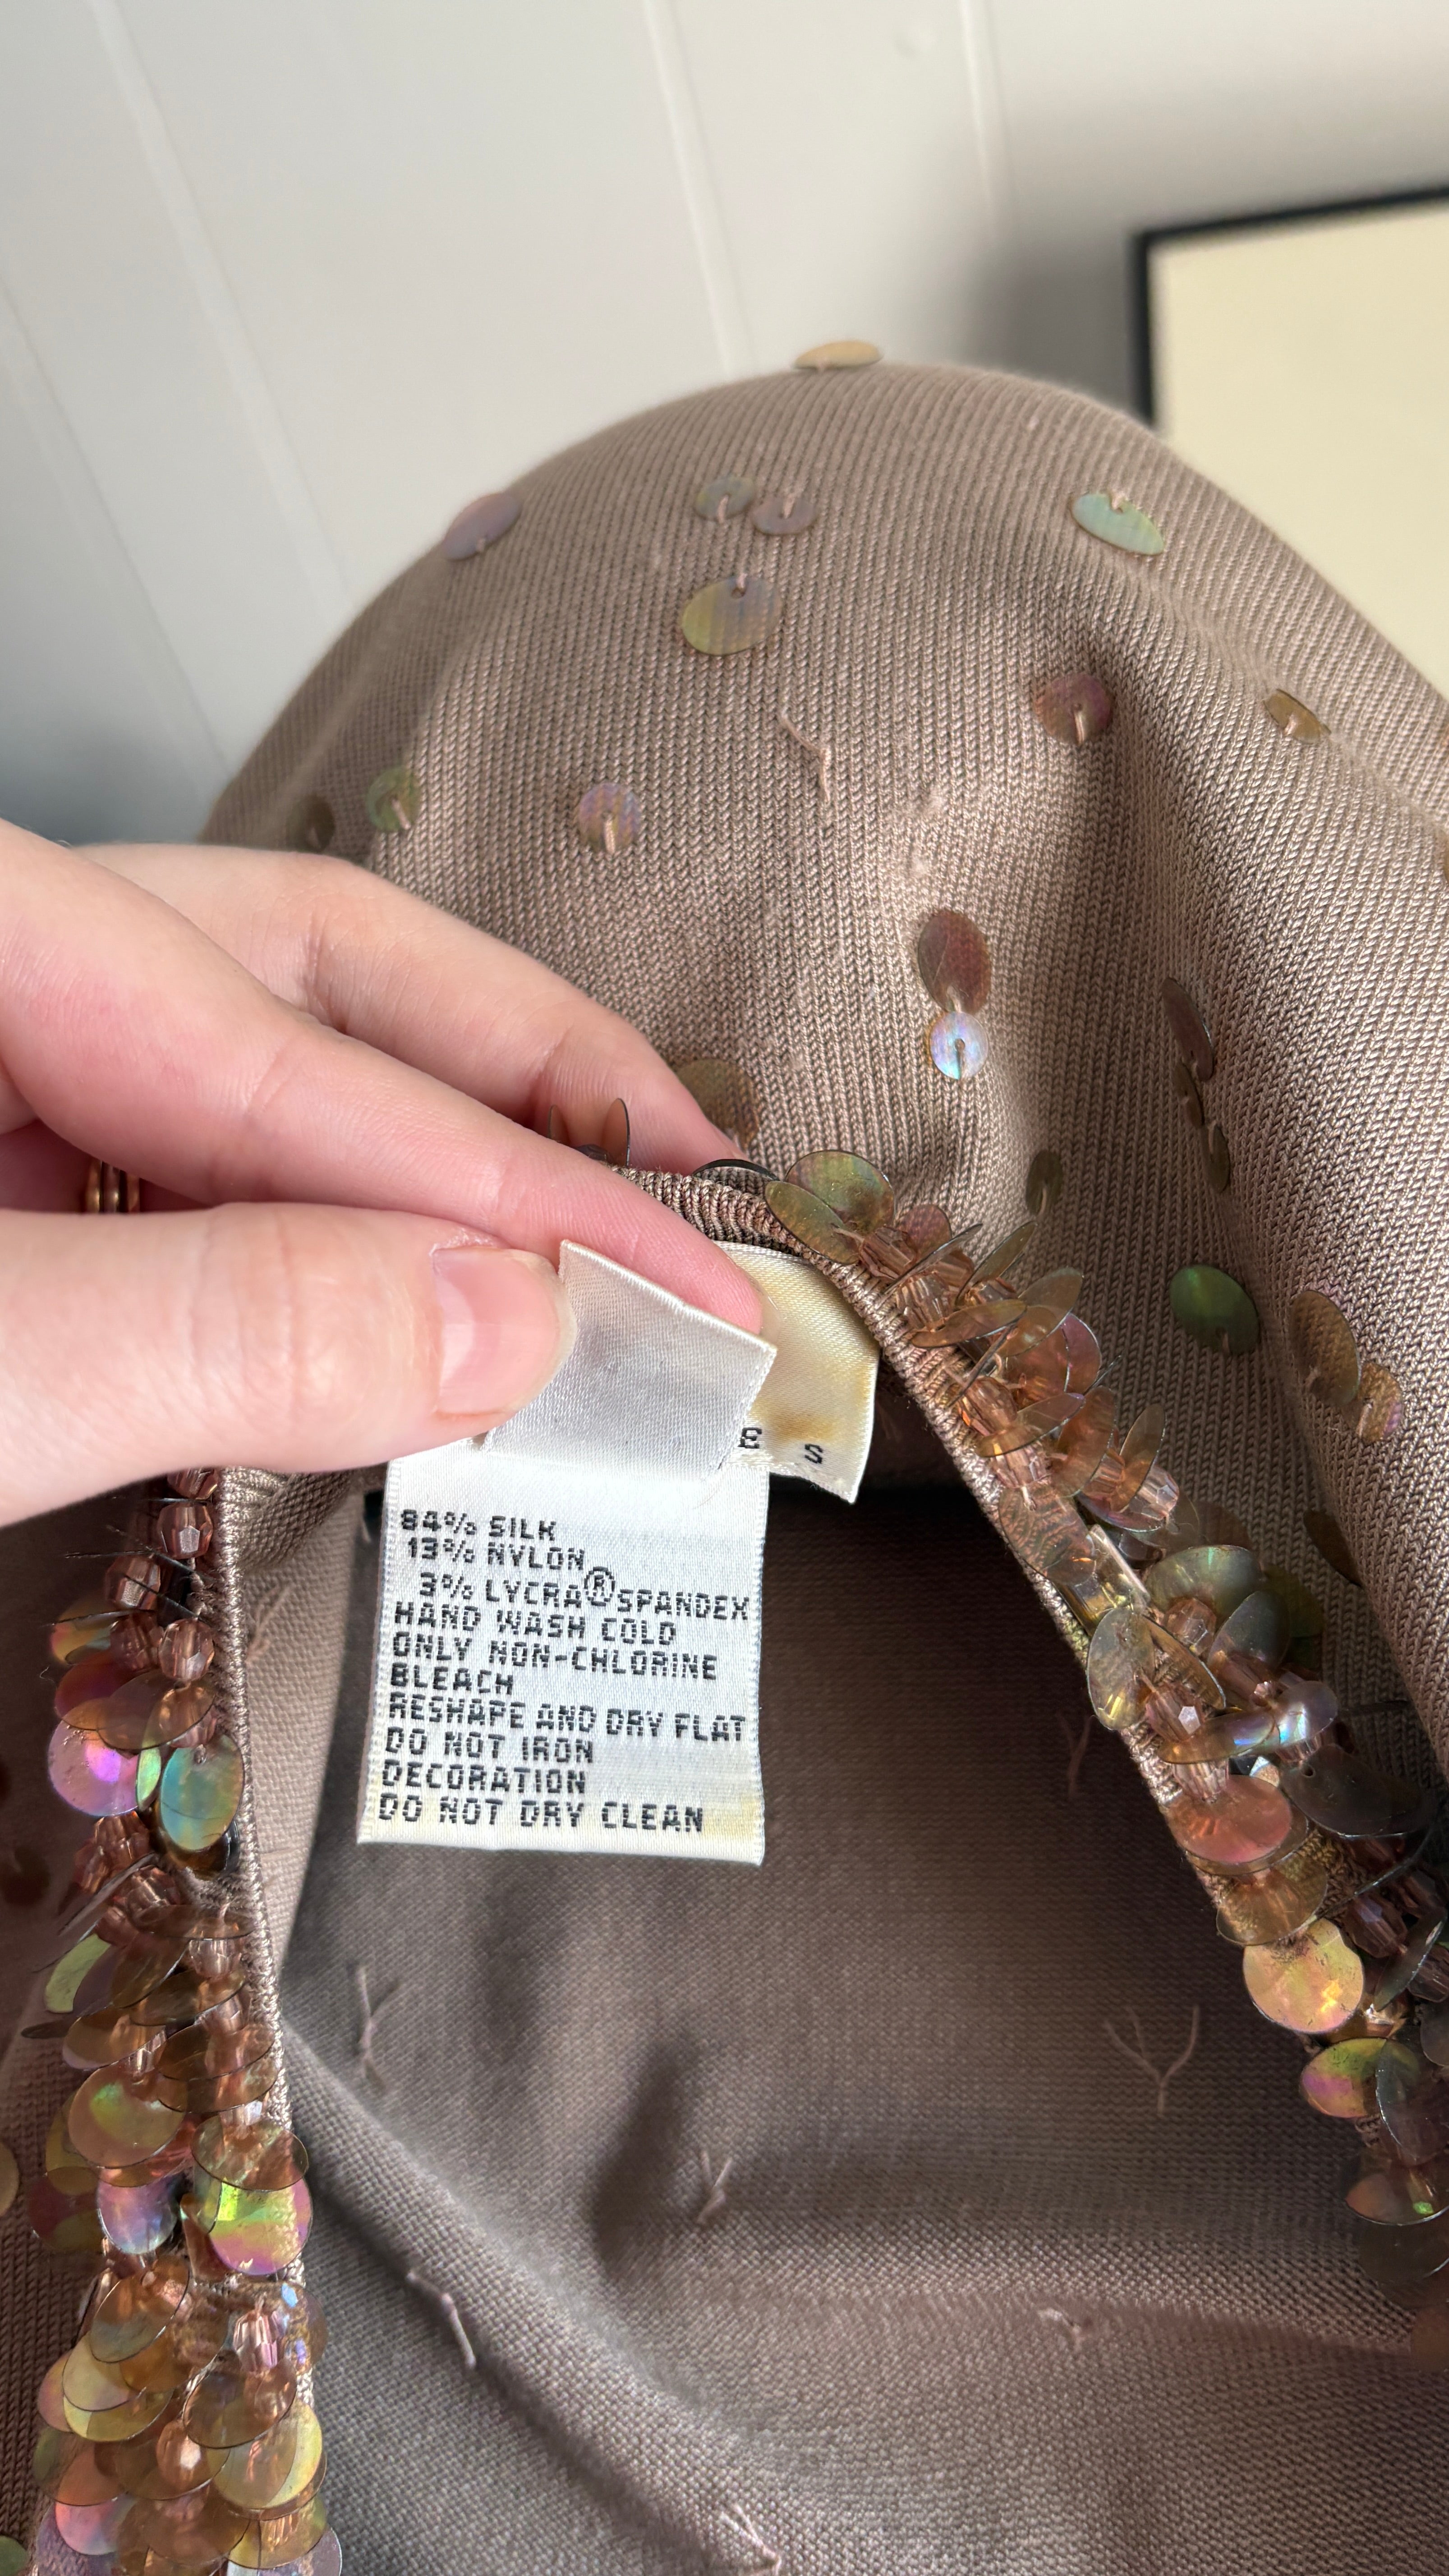 E S
84% SILK
13% NYLON
3% LYCRA® SPANDEX
HAND WASH COLD
ONLY NON-CHLORINE
BLEACH
RESHAPE AND DRY FLAT
DO NOT IRON
DECORATION
DO NOT DRY CLEAN